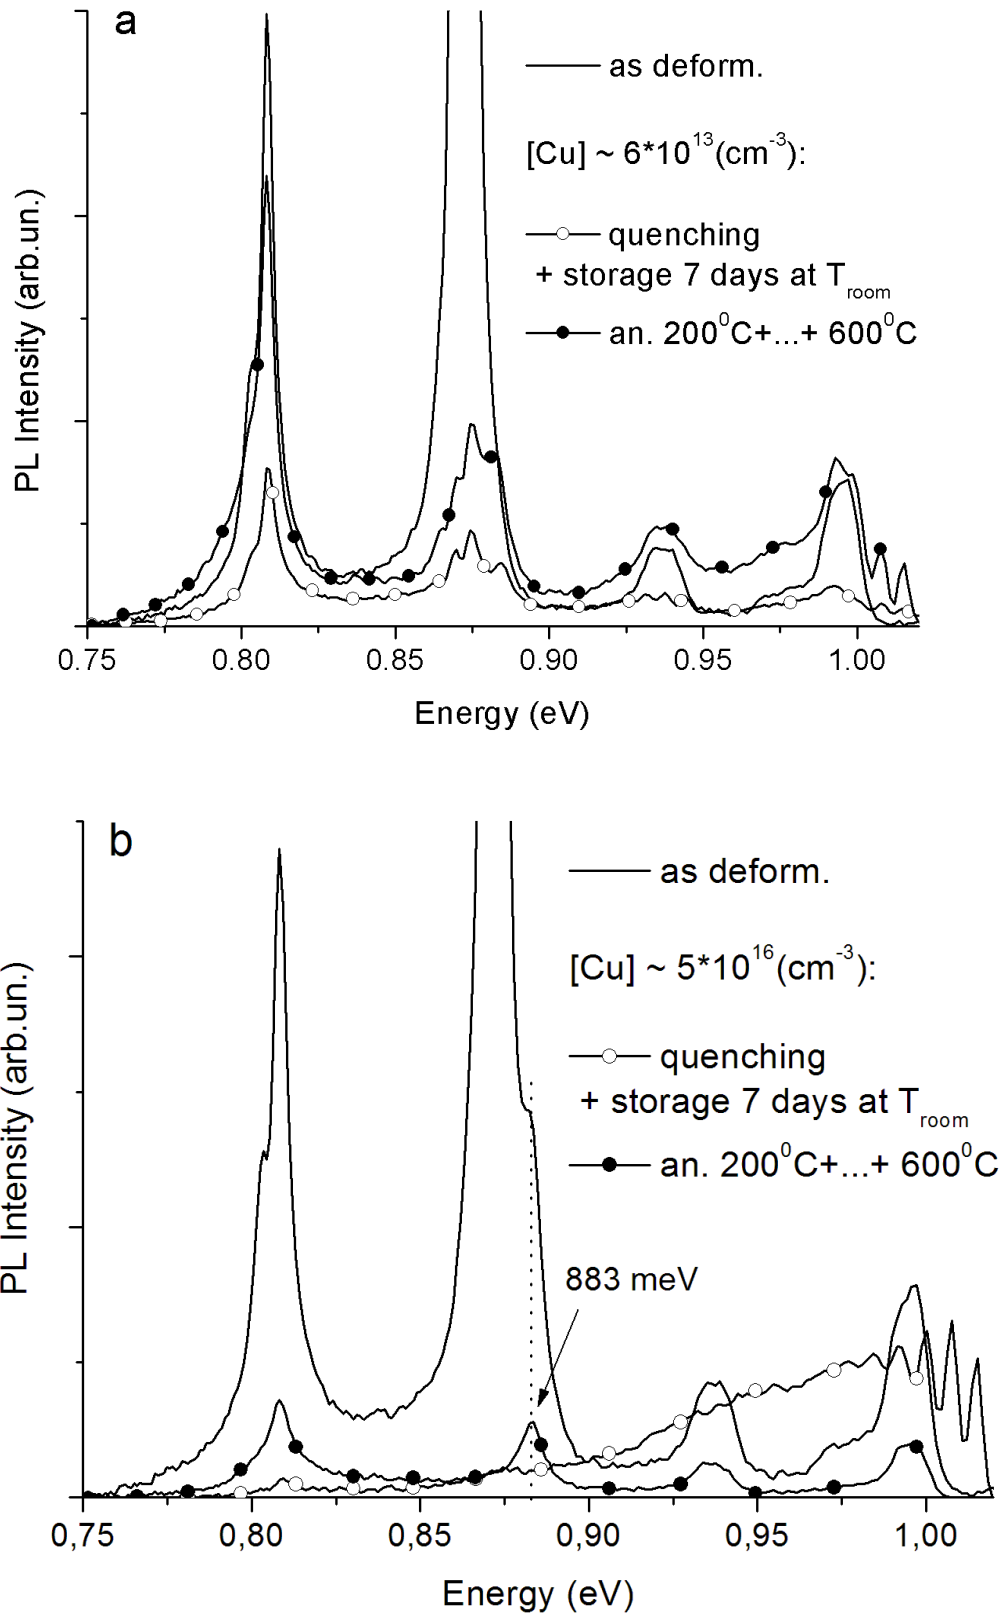 a
as deform.
[Cu] ~ 6*10^13(cm^-3):
quenching
+ storage 7 days at T_room
an. 200^0C+...+ 600^0C
PL Intensity (arb.un.)
0.75 0.80 0.85 0.90 0.95 1.00
Energy (eV)
b
as deform.
[Cu] ~ 5*10^16(cm^-3):
quenching
+ storage 7 days at T_room
an. 200^0C+...+ 600^0C
883 meV
PL Intensity (arb.un.)
0,75 0,80 0,85 0,90 0,95 1,00
Energy (eV)